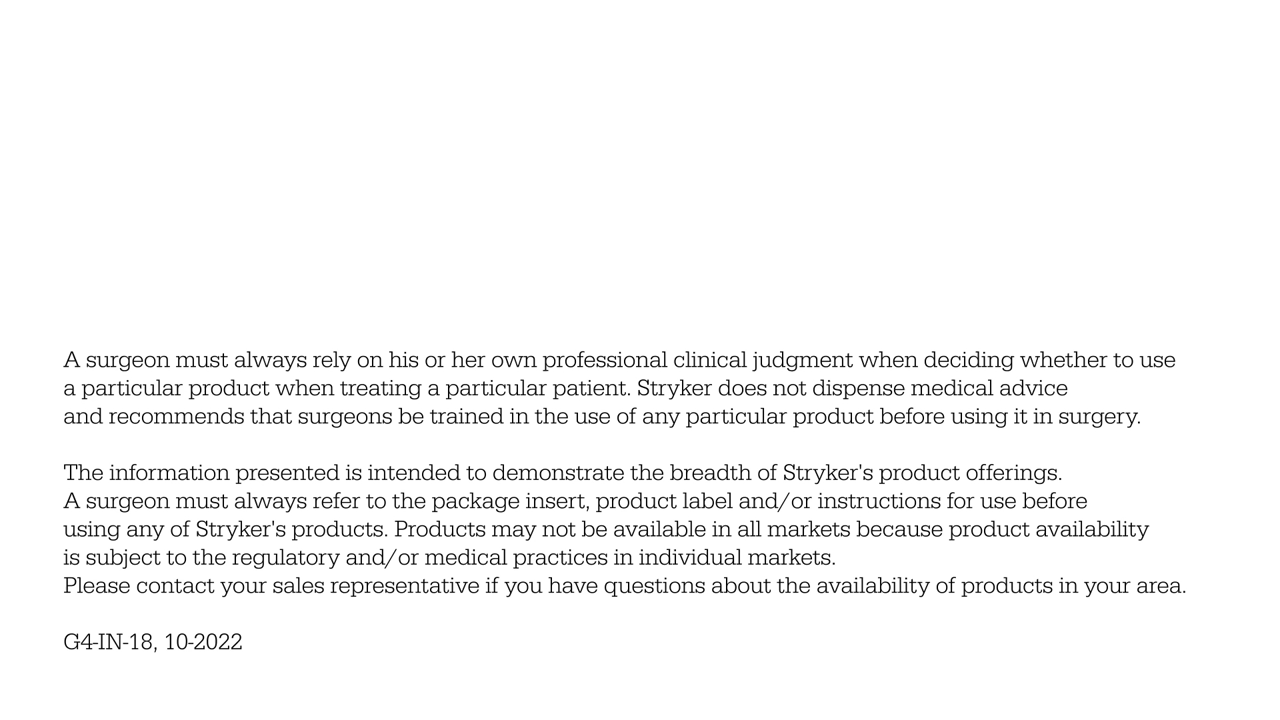 A surgeon must always rely on his or her own professional clinical judgment when deciding whether to use
a particular product when treating a particular patient. Stryker does not dispense medical advice
and recommends that surgeons be trained in the use of any particular product before using it in surgery.
The information presented is intended to demonstrate the breadth of Stryker's product offerings.
A surgeon must always refer to the package insert, product label and/or instructions for use before
using any of Stryker's products. Products may not be available in all markets because product availability
is subject to the regulatory and/or medical practices in individual markets.
Please contact your sales representative if you have questions about the availability of products in your area.
G4-IN-18, 10-2022